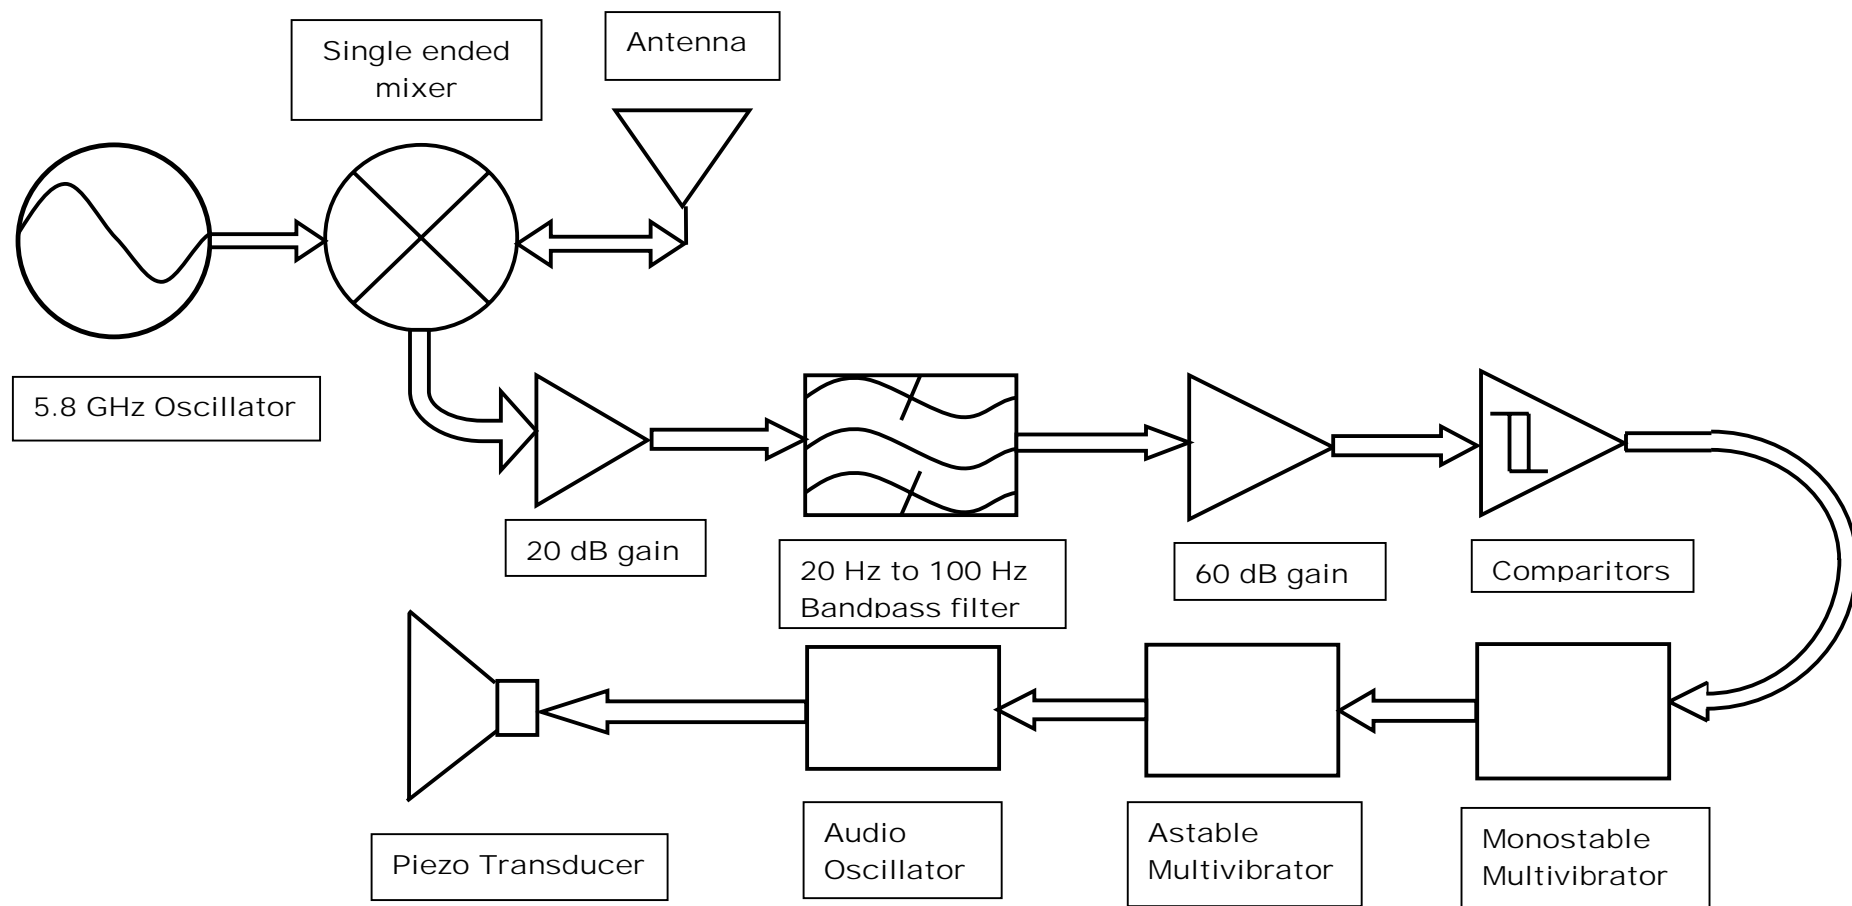 Single ended
mixer
Antenna
5.8 GHz Oscillator
20 dB gain
20 Hz to 100 Hz
Bandpass filter
60 dB gain
Comparitors
Piezo Transducer
Audio
Oscillator
Astable
Multivibrator
Monostable
Multivibrator